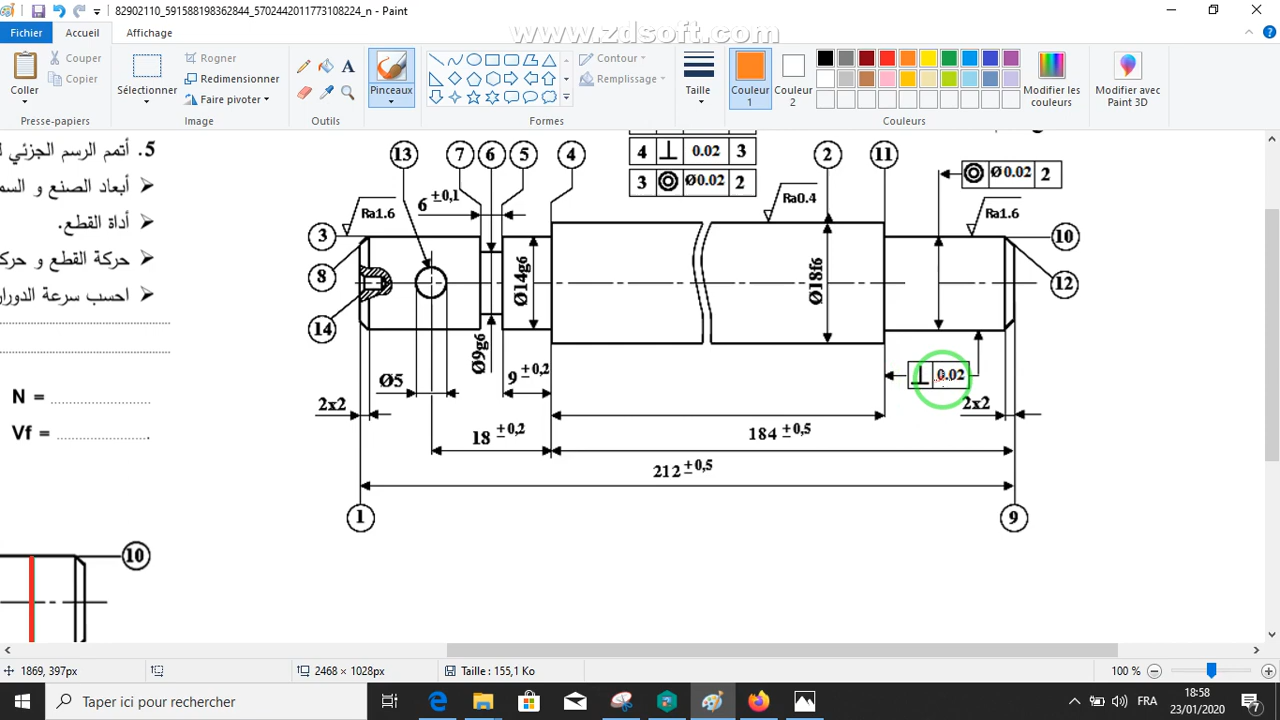 82902110_591588198362844_5702442011773108224_n - Paint
www.zdsoft.com
Fichier Accueil Affichage
Coller
Couper
Copier
Presse-papiers
Sélectionner
Rogner
Redimensionner
Faire pivoter
Image
A
Outils
Pinceaux
Contour
Remplissage
Formes
Taille
Couleur 1
Couleur 2
Modifier les couleurs
Couleurs
Modifier avec Paint 3D
5. أتمم الرسم الجزئي
أبعاد الصنع و
أداة القطع.
حركة القطع و
احسب سرعة
N =
Vf =
13 7 6 5 4
4 ⊥ 0.02 3
3 ◎ Ø0.02 2
2 11
◎ Ø0.02 2
6 ±0,1
Ra1.6
Ra0.4
Ra1.6
3
8
14
10
12
Ø14g6
Ø18f6
Ø9g6
Ø5
9 ±0,2
⊥ 0.02
2x2
2x2
18 ±0,2
184 ±0,5
212 ±0,5
1
9
10
1869, 397px
2468 × 1028px
Taille : 155,1 Ko
100 %
Taper ici pour rechercher
FRA
18:58
23/01/2020
7